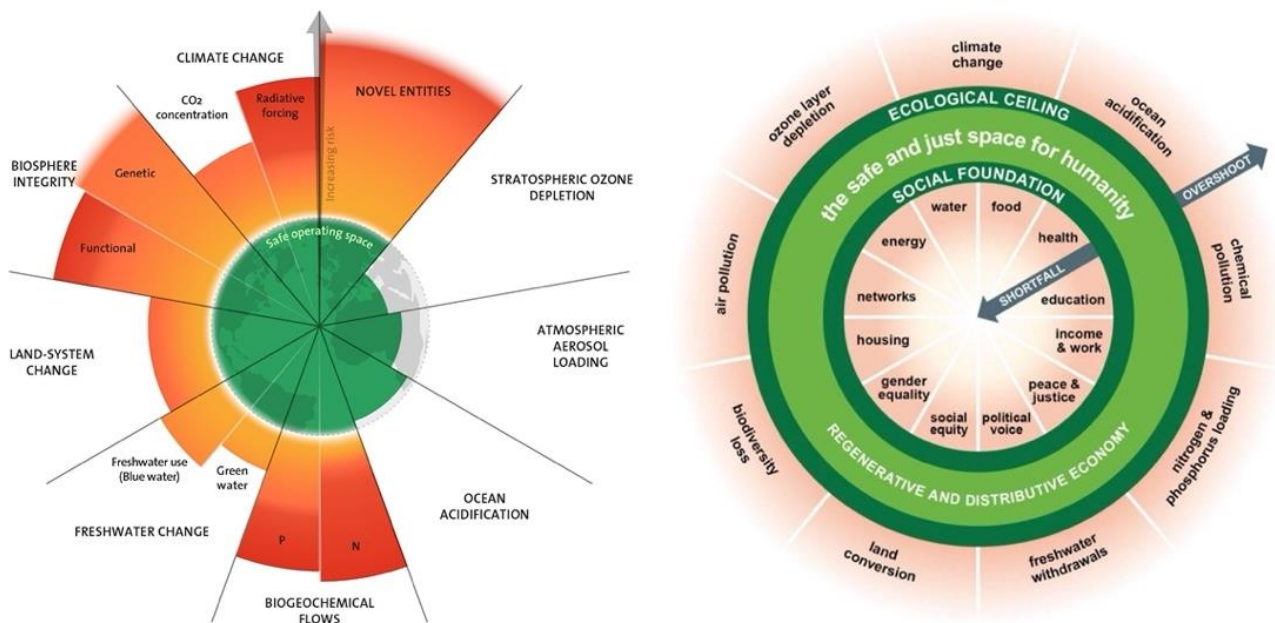 CLIMATE CHANGE
CO2
concentration
Radiative
forcing
Increasing risk
NOVEL ENTITIES
STRATOSPHERIC OZONE
DEPLETION
ATMOSPHERIC
AEROSOL
LOADING
OCEAN
ACIDIFICATION
BIOGEOCHEMICAL
FLOWS
P
N
FRESHWATER CHANGE
Freshwater use
(Blue water)
Green
water
LAND-SYSTEM
CHANGE
BIOSPHERE
INTEGRITY
Genetic
Functional
Safe operating space
climate
change
ocean
acidification
chemical
pollution
nitrogen &
phosphorus loading
freshwater
withdrawals
land
conversion
biodiversity
loss
air pollution
ozone layer
depletion
ECOLOGICAL CEILING
the safe and just space for humanity
SOCIAL FOUNDATION
OVERSHOOT
SHORTFALL
water
food
health
education
income
& work
peace &
justice
political
voice
social
equity
gender
equality
housing
networks
energy
REGENERATIVE AND DISTRIBUTIVE ECONOMY